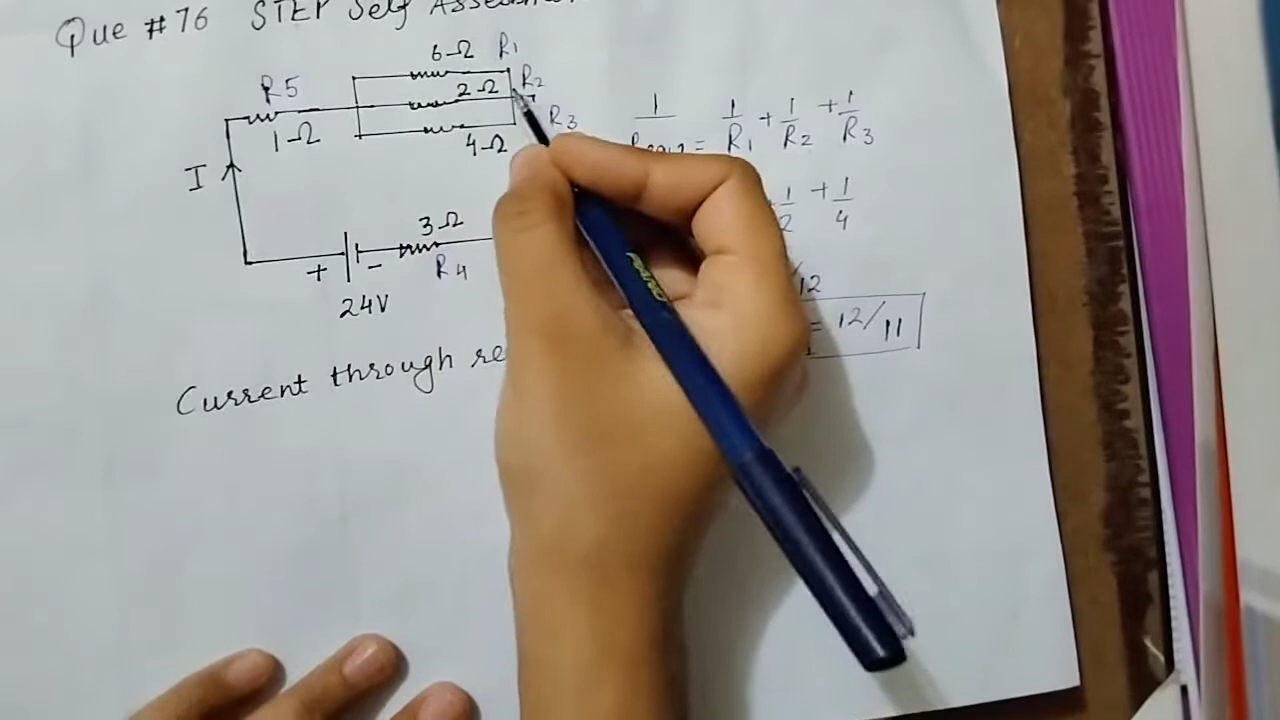 Que #76 STEP Self
6Ω R1
R5 2Ω R2
1Ω 4Ω R3
I
3Ω
+ - R4
24V
1/ = 1/R1 + 1/R2 + 1/R3
1/2 + 1/4
/12
= 12/11
Current through